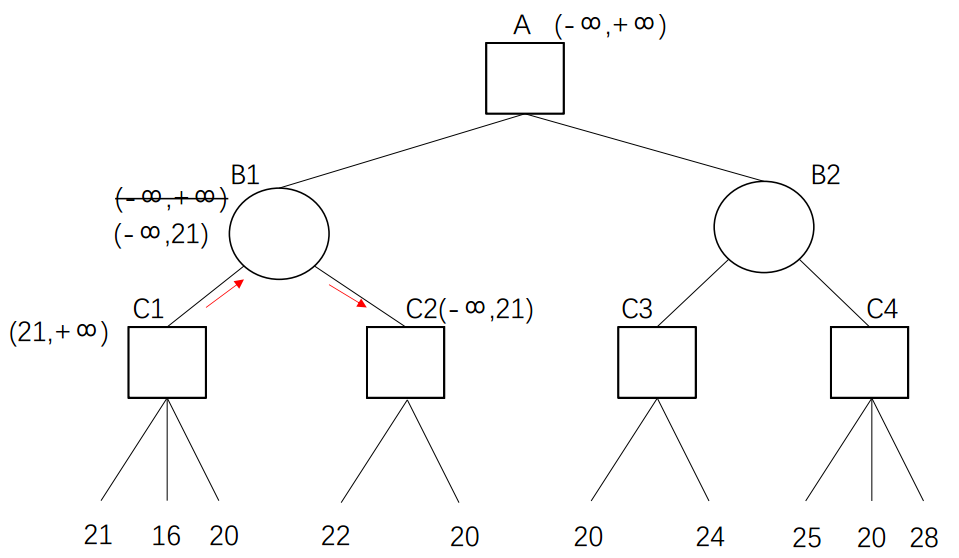 A (-∞,+∞)
B1
B2
(-∞,+∞)
(-∞,21)
C1
C2(-∞,21)
C3
C4
(21,+∞)
21 16 20 22 20 20 24 25 20 28